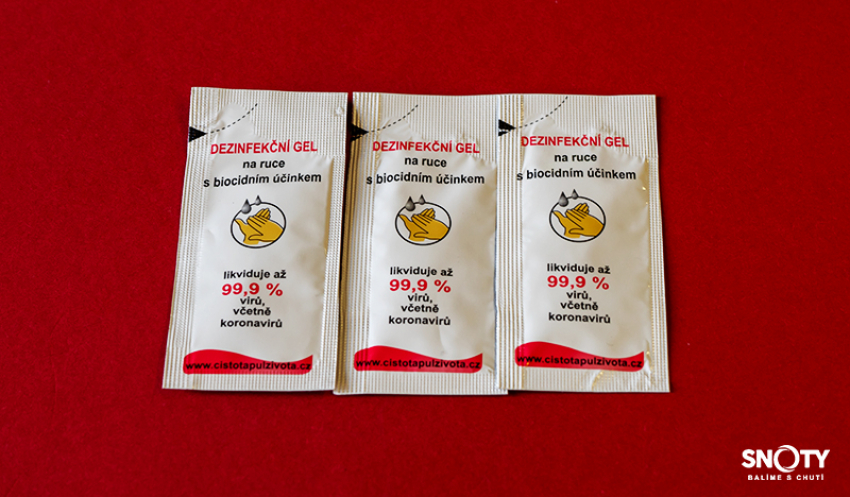 DEZINFEKČNÍ GEL
na ruce
s biocidním účinkem
likviduje až
99,9 %
virů,
včetně
koronavirů
www.cistotapulzivota.cz
DEZINFEKČNÍ GEL
na ruce
s biocidním účinkem
likviduje až
99,9 %
virů,
včetně
koronavirů
www.cistotapulzivota.cz
DEZINFEKČNÍ GEL
na ruce
s biocidním účinkem
likviduje až
99,9 %
virů,
včetně
koronavirů
www.cistotapulzivota.cz
SNOTY
BALÍME S CHUTÍ